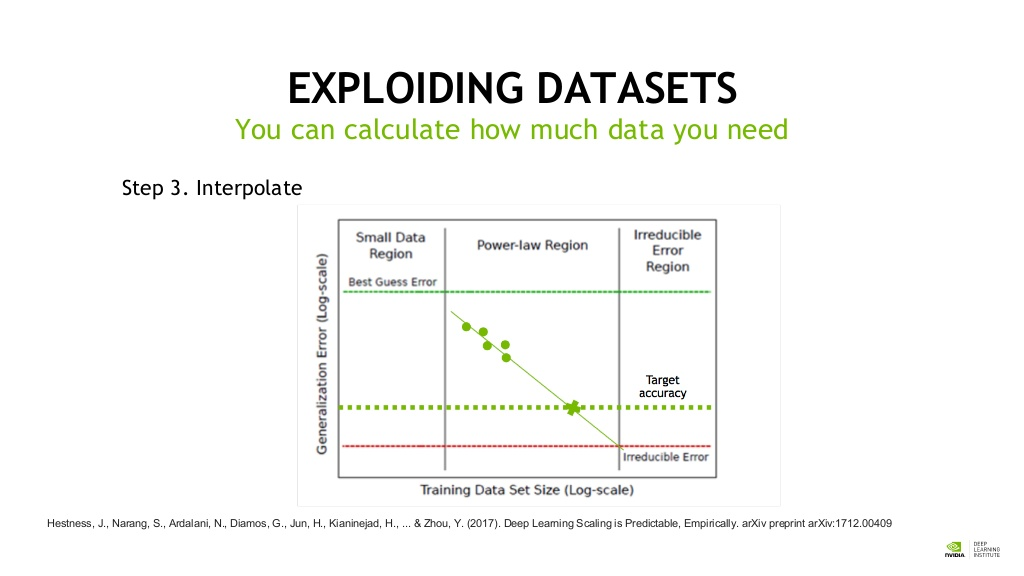 EXPLOIDING DATASETS
You can calculate how much data you need
Step 3. Interpolate
Small Data
Region
Power-law Region
Irreducible
Error
Region
Best Guess Error
Generalization Error (Log-scale)
Target
accuracy
Irreducible Error
Training Data Set Size (Log-scale)
Hestness, J., Narang, S., Ardalani, N., Diamos, G., Jun, H., Kianinejad, H., ... & Zhou, Y. (2017). Deep Learning Scaling is Predictable, Empirically. arXiv preprint arXiv:1712.00409
NVIDIA
DEEP
LEARNING
INSTITUTE